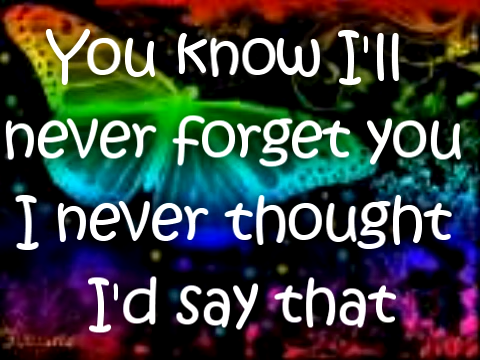 You know I'll
never forget you
I never thought
I'd say that